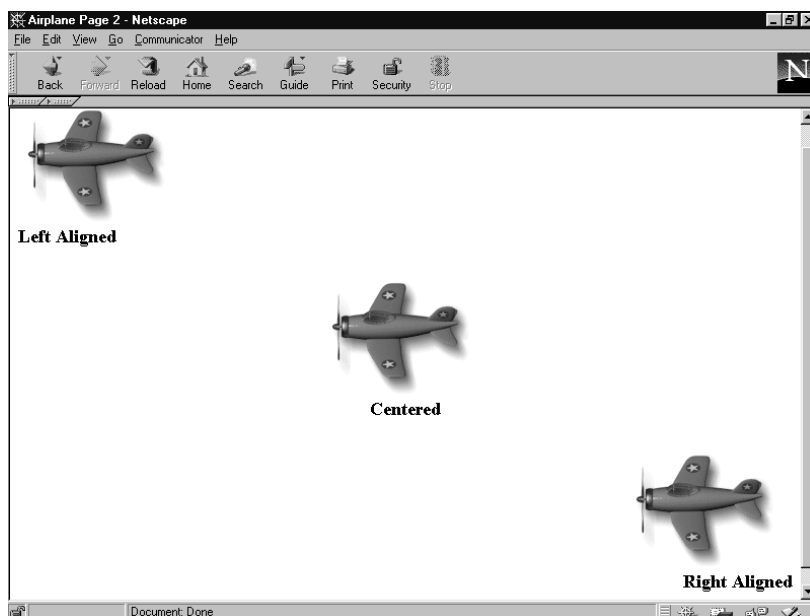 Airplane Page 2 - Netscape
File Edit View Go Communicator Help
N
Back Forward Reload Home Search Guide Print Security Stop
Left Aligned
Centered
Right Aligned
Document: Done